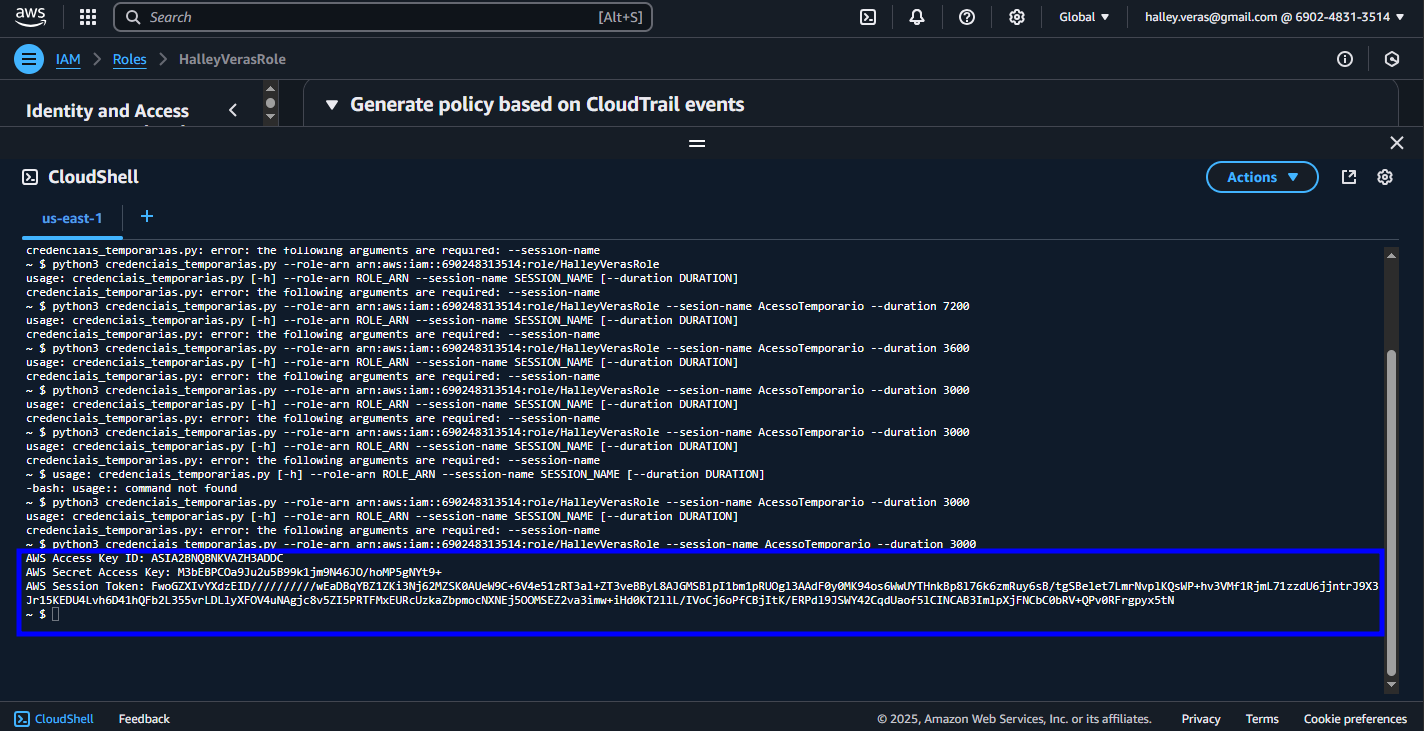 aws
Search [Alt+S]
Global ▼ halley.veras@gmail.com @ 6902-4831-3514 ▼
IAM > Roles > HalleyVerasRole
Identity and Access
▼ Generate policy based on CloudTrail events
CloudShell
Actions ▼
us-east-1 +
credenciais_temporarias.py: error: the following arguments are required: --session-name
~ $ python3 credenciais_temporarias.py --role-arn arn:aws:iam::690248313514:role/HalleyVerasRole
usage: credenciais_temporarias.py [-h] --role-arn ROLE_ARN --session-name SESSION_NAME [--duration DURATION]
credenciais_temporarias.py: error: the following arguments are required: --session-name
~ $ python3 credenciais_temporarias.py --role-arn arn:aws:iam::690248313514:role/HalleyVerasRole --sesion-name AcessoTemporario --duration 7200
usage: credenciais_temporarias.py [-h] --role-arn ROLE_ARN --session-name SESSION_NAME [--duration DURATION]
credenciais_temporarias.py: error: the following arguments are required: --session-name
~ $ python3 credenciais_temporarias.py --role-arn arn:aws:iam::690248313514:role/HalleyVerasRole --sesion-name AcessoTemporario --duration 3600
usage: credenciais_temporarias.py [-h] --role-arn ROLE_ARN --session-name SESSION_NAME [--duration DURATION]
credenciais_temporarias.py: error: the following arguments are required: --session-name
~ $ python3 credenciais_temporarias.py --role-arn arn:aws:iam::690248313514:role/HalleyVerasRole --sesion-name AcessoTemporario --duration 3000
usage: credenciais_temporarias.py [-h] --role-arn ROLE_ARN --session-name SESSION_NAME [--duration DURATION]
credenciais_temporarias.py: error: the following arguments are required: --session-name
~ $ python3 credenciais_temporarias.py --role-arn arn:aws:iam::690248313514:role/HalleyVerasRole --sesion-name AcessoTemporario --duration 3000
usage: credenciais_temporarias.py [-h] --role-arn ROLE_ARN --session-name SESSION_NAME [--duration DURATION]
credenciais_temporarias.py: error: the following arguments are required: --session-name
~ $ usage: credenciais_temporarias.py [-h] --role-arn ROLE_ARN --session-name SESSION_NAME [--duration DURATION]
-bash: usage:: command not found
~ $ python3 credenciais_temporarias.py --role-arn arn:aws:iam::690248313514:role/HalleyVerasRole --sesion-name AcessoTemporario --duration 3000
usage: credenciais_temporarias.py [-h] --role-arn ROLE_ARN --session-name SESSION_NAME [--duration DURATION]
credenciais_temporarias.py: error: the following arguments are required: --session-name
~ $ python3 credenciais_temporarias.py --role-arn arn:aws:iam::690248313514:role/HalleyVerasRole --session-name AcessoTemporario --duration 3000
AWS Access Key ID: ASIA2BNQBNKVAZH3ADDC
AWS Secret Access Key:
AWS Session Token:
~ $
CloudShell Feedback © 2025, Amazon Web Services, Inc. or its affiliates. Privacy Terms Cookie preferences